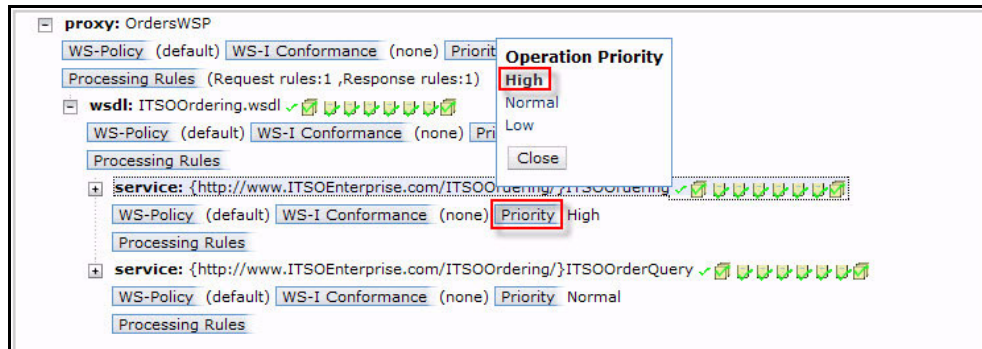 proxy: OrdersWSP
WS-Policy (default) WS-I Conformance (none) Priorit
Processing Rules (Request rules:1 ,Response rules:1)
Operation Priority
High
Normal
Low
Close
wsdl: ITSOOrdering.wsdl
WS-Policy (default) WS-I Conformance (none) Pri
Processing Rules
service: {http://www.ITSOEnterprise.com/ITSOOrdering/}ITSOOrdering
WS-Policy (default) WS-I Conformance (none) Priority High
Processing Rules
service: {http://www.ITSOEnterprise.com/ITSOOrdering/}ITSOOrderQuery
WS-Policy (default) WS-I Conformance (none) Priority Normal
Processing Rules